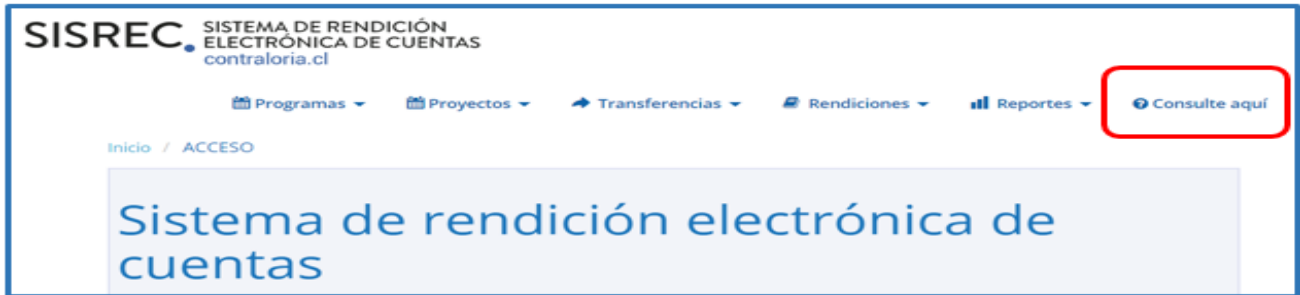 SISREC. SISTEMA DE RENDICIÓN
ELECTRÓNICA DE CUENTAS
contraloria.cl
Programas Proyectos Transferencias Rendiciones Reportes Consulte aquí
Inicio / ACCESO
Sistema de rendición electrónica de
cuentas